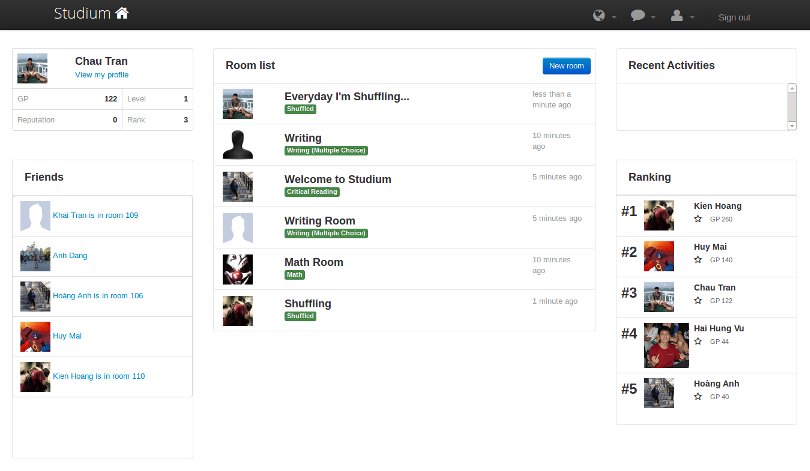 Studium
Sign out
Chau Tran
View my profile
GP 122 Level 1
Reputation 0 Rank 3
Friends
Khai Tran is in room 109
Anh Dang
Hoàng Anh is in room 106
Huy Mai
Kien Hoang is in room 110
Room list
New room
Everyday I'm Shuffling...
Shuffled
less than a
minute ago
Writing
Writing (Multiple Choice)
10 minutes
ago
Welcome to Studium
Critical Reading
5 minutes ago
Writing Room
Writing (Multiple Choice)
5 minutes ago
Math Room
Math
10 minutes
ago
Shuffling
Shuffled
1 minute ago
Recent Activities
Ranking
#1 Kien Hoang
GP 260
#2 Huy Mai
GP 140
#3 Chau Tran
GP 122
#4 Hai Hung Vu
GP 44
#5 Hoàng Anh
GP 40